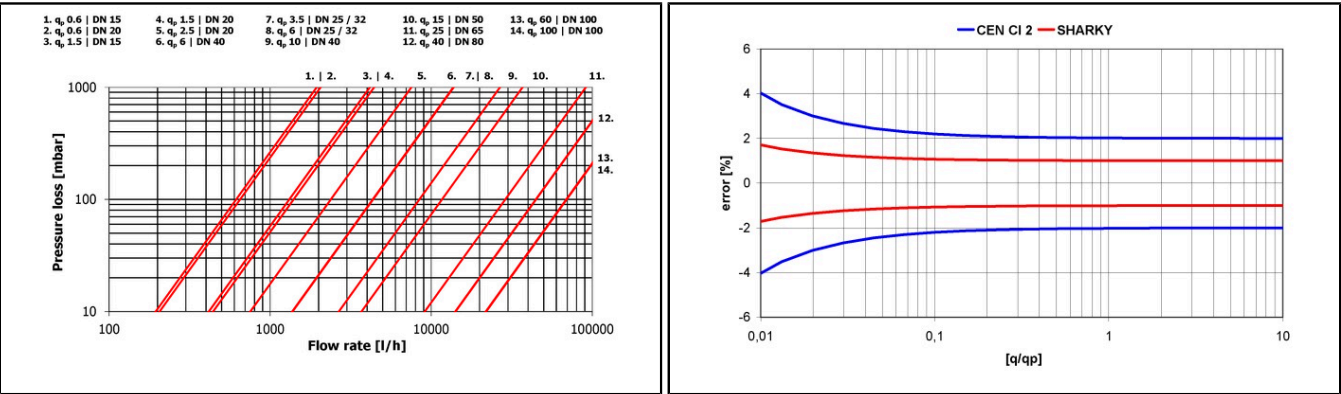 1. qp 0.6 | DN 15 4. qp 1.5 | DN 20 7. qp 3.5 | DN 25 / 32 10. qp 15 | DN 50 13. qp 60 | DN 100
2. qp 0.6 | DN 20 5. qp 2.5 | DN 20 8. qp 6 | DN 25 / 32 11. qp 25 | DN 65 14. qp 100 | DN 100
3. qp 1.5 | DN 15 6. qp 6 | DN 40 9. qp 10 | DN 40 12. qp 40 | DN 80
1. | 2. 3. | 4. 5. 6. 7.| 8. 9. 10. 11.
1000
12.
100
13.
14.
10
Pressure loss [mbar]
100 1000 10000 100000
Flow rate [l/h]
CEN Cl 2 SHARKY
6
4
2
0
-2
-4
-6
error [%]
0,01 0,1 1 10
[q/qp]